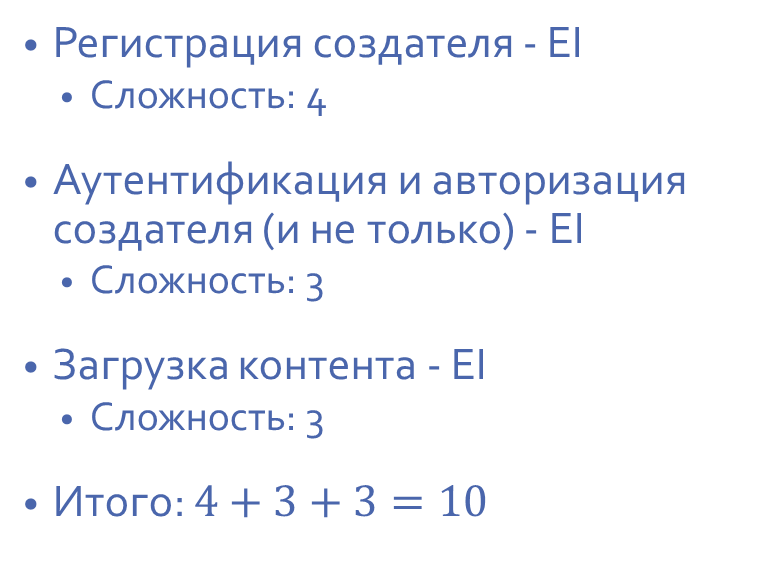 • Регистрация создателя - EI
• Сложность: 4
• Аутентификация и авторизация
создателя (и не только) - EI
• Сложность: 3
• Загрузка контента - EI
• Сложность: 3
• Итого: 4 + 3 + 3 = 10